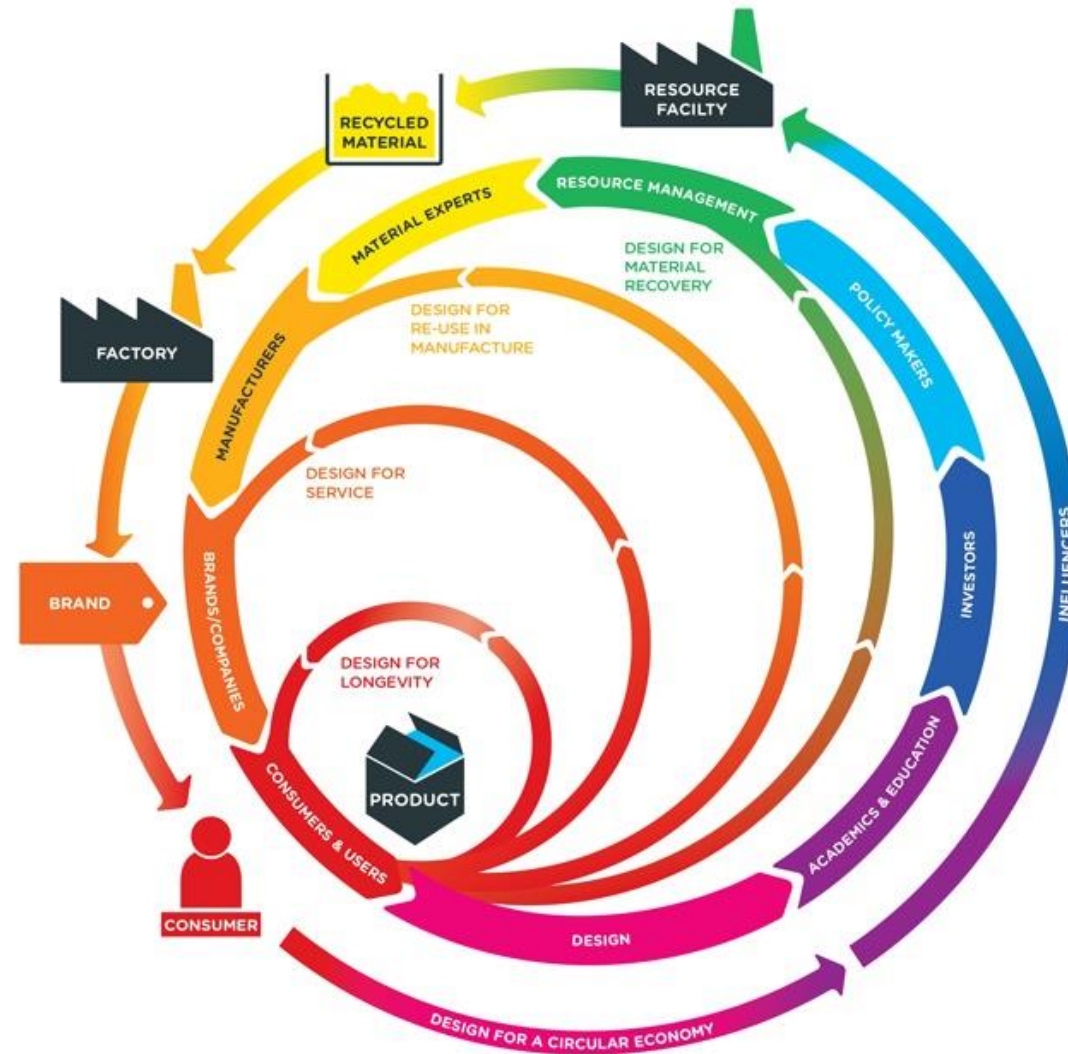 RESOURCE
FACILTY
RECYCLED
MATERIAL
RESOURCE MANAGEMENT
MATERIAL EXPERTS
DESIGN FOR
MATERIAL
RECOVERY
POLICY MAKERS
DESIGN FOR
RE-USE IN
MANUFACTURE
FACTORY
MANUFACTURERS
DESIGN FOR
SERVICE
INVESTORS
INFLUENCERS
BRAND
BRANDS/COMPANIES
DESIGN FOR
LONGEVITY
PRODUCT
CONSUMERS & USERS
ACADEMICS & EDUCATION
CONSUMER
DESIGN
DESIGN FOR A CIRCULAR ECONOMY